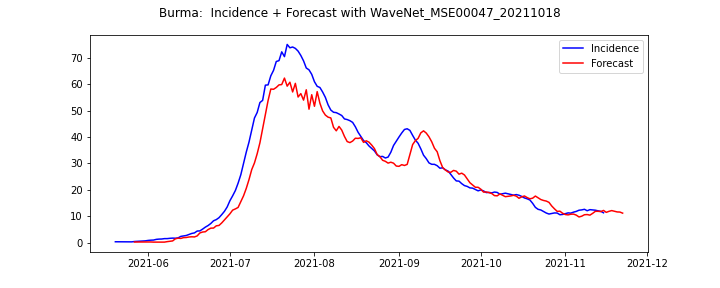 Burma:  Incidence + Forecast with WaveNet_MSE00047_20211018
Incidence
Forecast
70
60
50
40
30
20
10
0
2021-06 2021-07 2021-08 2021-09 2021-10 2021-11 2021-12